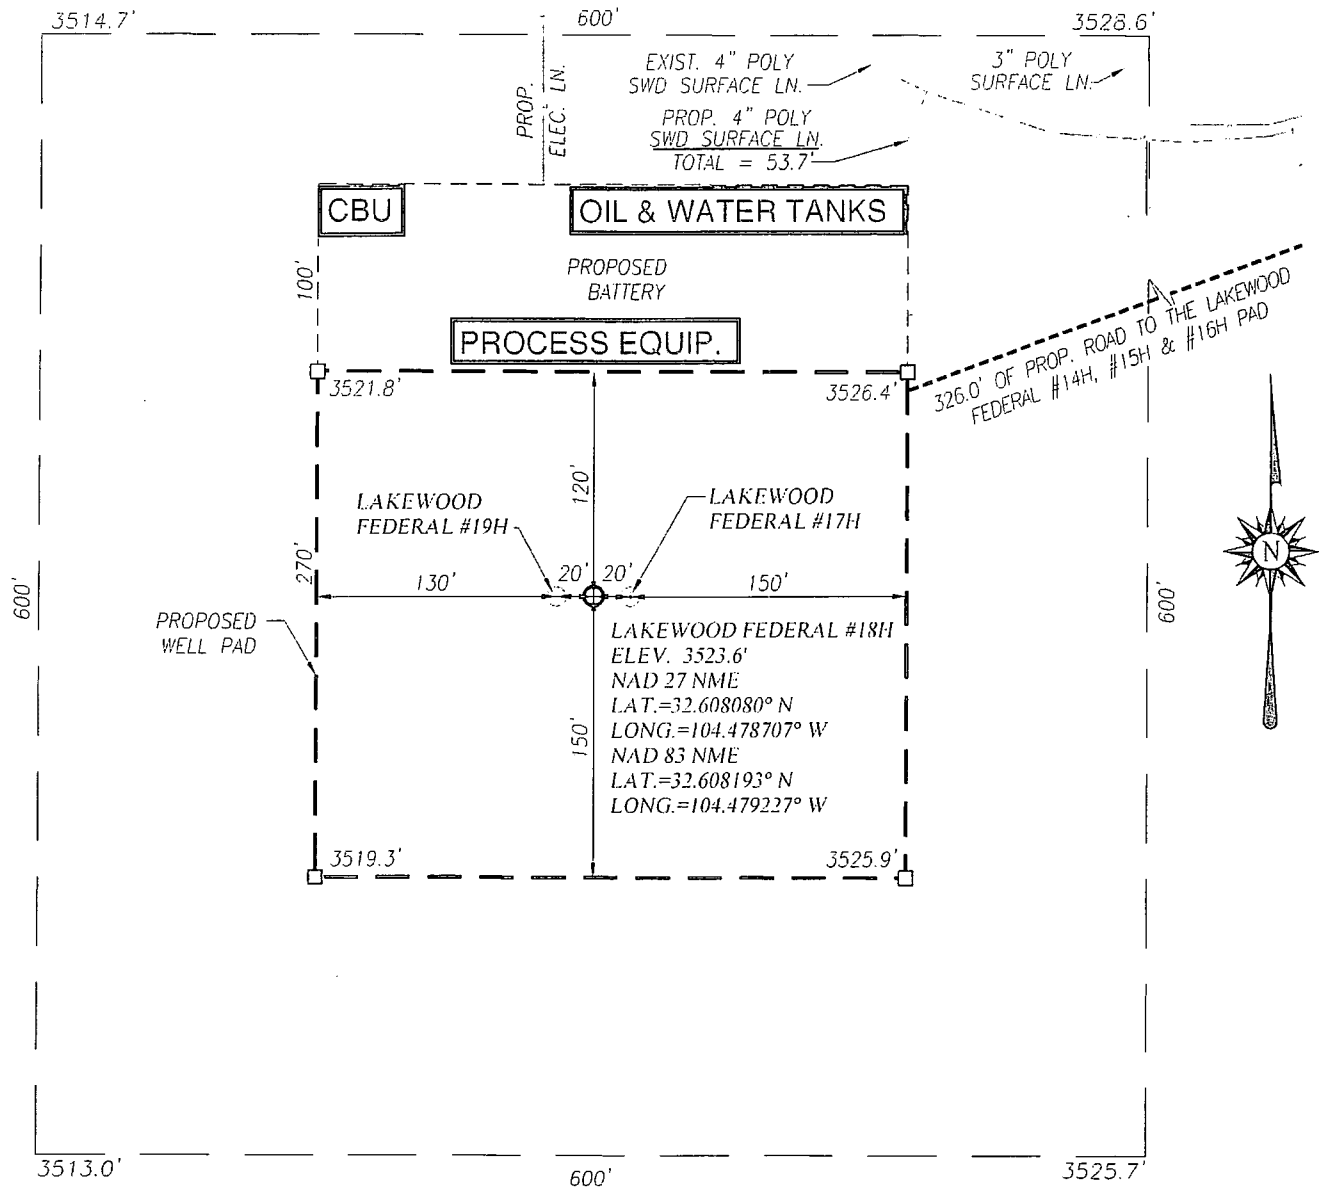 3514.7'
600'
3528.6'
EXIST. 4" POLY
SWD SURFACE LN.
3" POLY
SURFACE LN.
PROP.
ELEC. LN.
PROP. 4" POLY
SWD SURFACE LN.
TOTAL = 53.7'
CBU
OIL & WATER TANKS
100'
PROPOSED
BATTERY
PROCESS EQUIP.
326.0' OF PROP. ROAD TO THE LAKEWOOD
FEDERAL #14H, #15H & #16H PAD
3521.8'
3526.4'
120'
LAKEWOOD
FEDERAL #19H
LAKEWOOD
FEDERAL #17H
N
270'
130'
20'
20'
150'
600'
600'
PROPOSED
WELL PAD
LAKEWOOD FEDERAL #18H
ELEV. 3523.6'
NAD 27 NME
LAT.=32.608080° N
LONG.=104.478707° W
NAD 83 NME
LAT.=32.608193° N
LONG.=104.479227° W
150'
3519.3'
3525.9'
3513.0'
600'
3525.7'